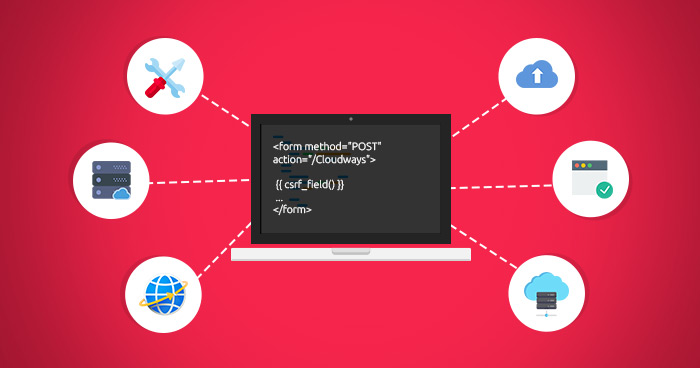 <form method="POST"
action="/Cloudways">
{{ csrf_field() }}
...
</form>